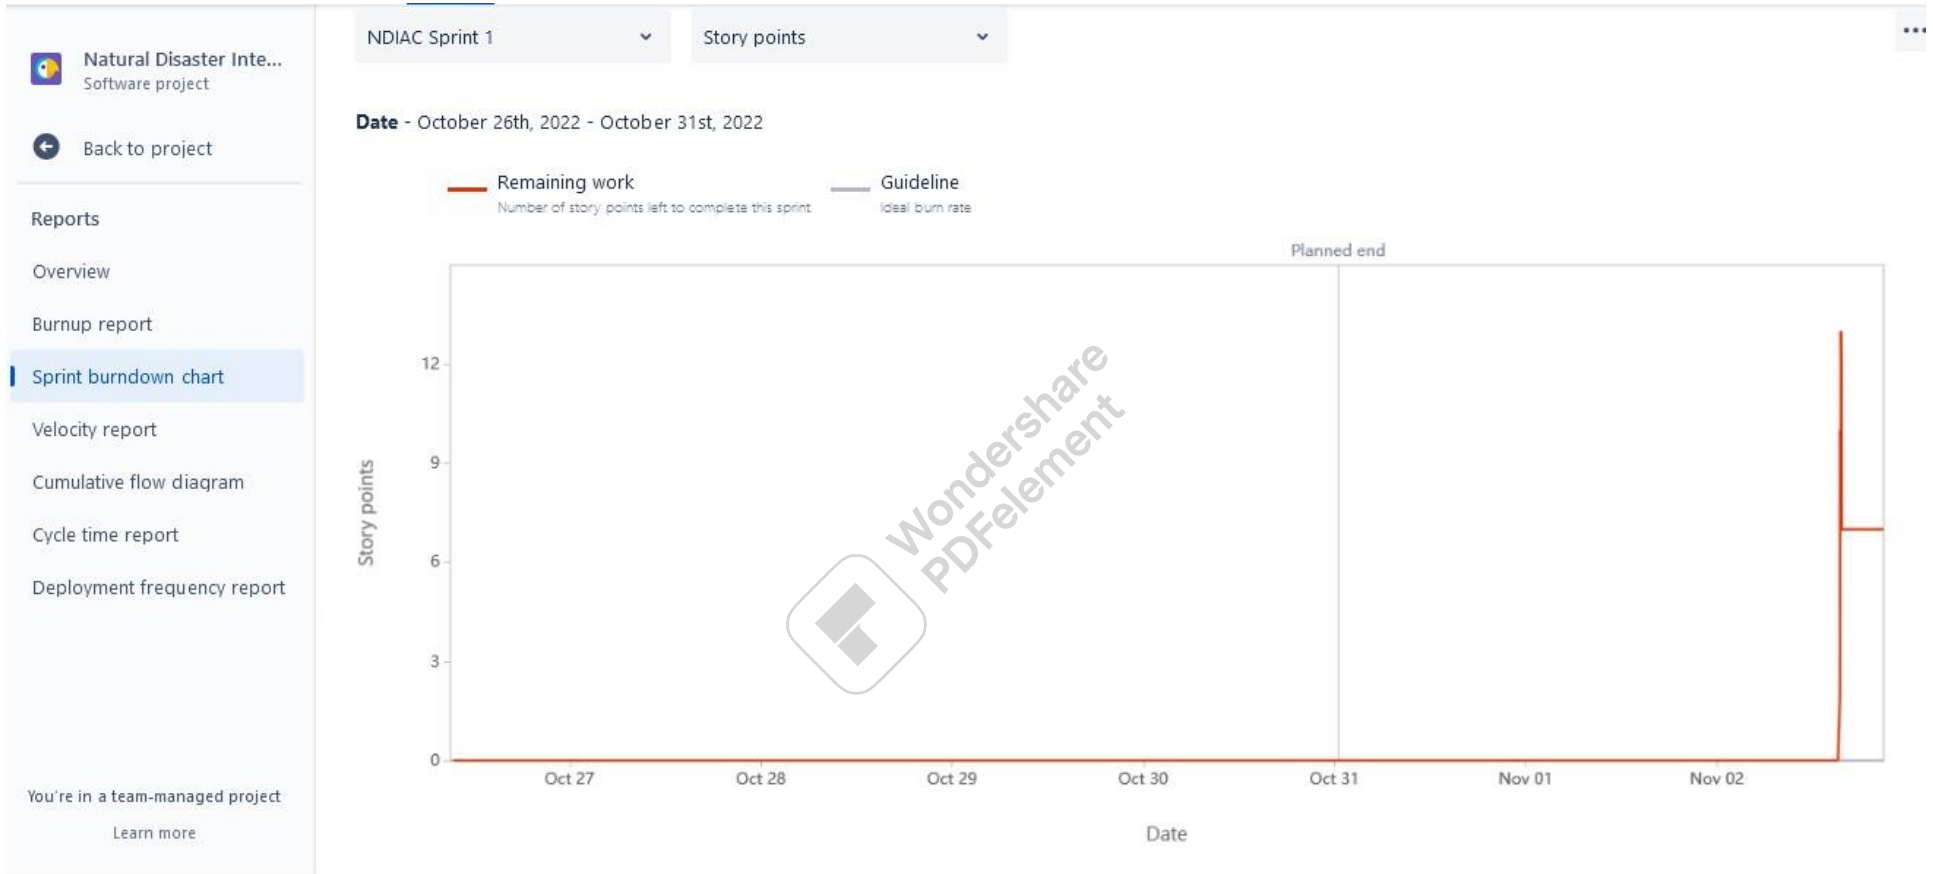 NDIAC Sprint 1
Story points
Natural Disaster Inte...
Software project
Back to project
Reports
Overview
Burnup report
Sprint burndown chart
Velocity report
Cumulative flow diagram
Cycle time report
Deployment frequency report
You're in a team-managed project
Learn more
Date - October 26th, 2022 - October 31st, 2022
Remaining work
Number of story points left to complete this sprint
Guideline
Ideal burn rate
Planned end
12
9
6
3
0
Story points
Oct 27 Oct 28 Oct 29 Oct 30 Oct 31 Nov 01 Nov 02
Date
Wondershare
PDFelement